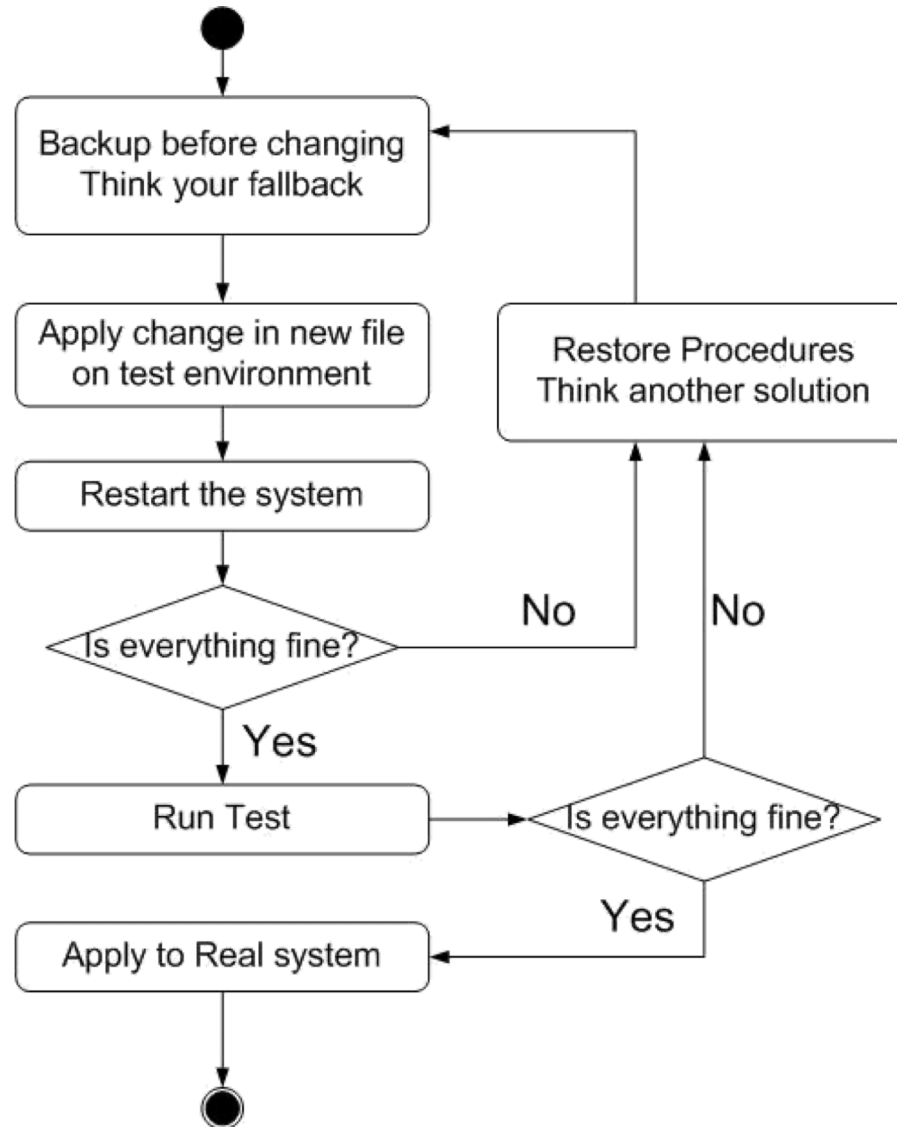 Backup before changing
Think your fallback
Apply change in new file
on test environment
Restore Procedures
Think another solution
Restart the system
Is everything fine?
No
No
Yes
Run Test
Is everything fine?
Yes
Apply to Real system